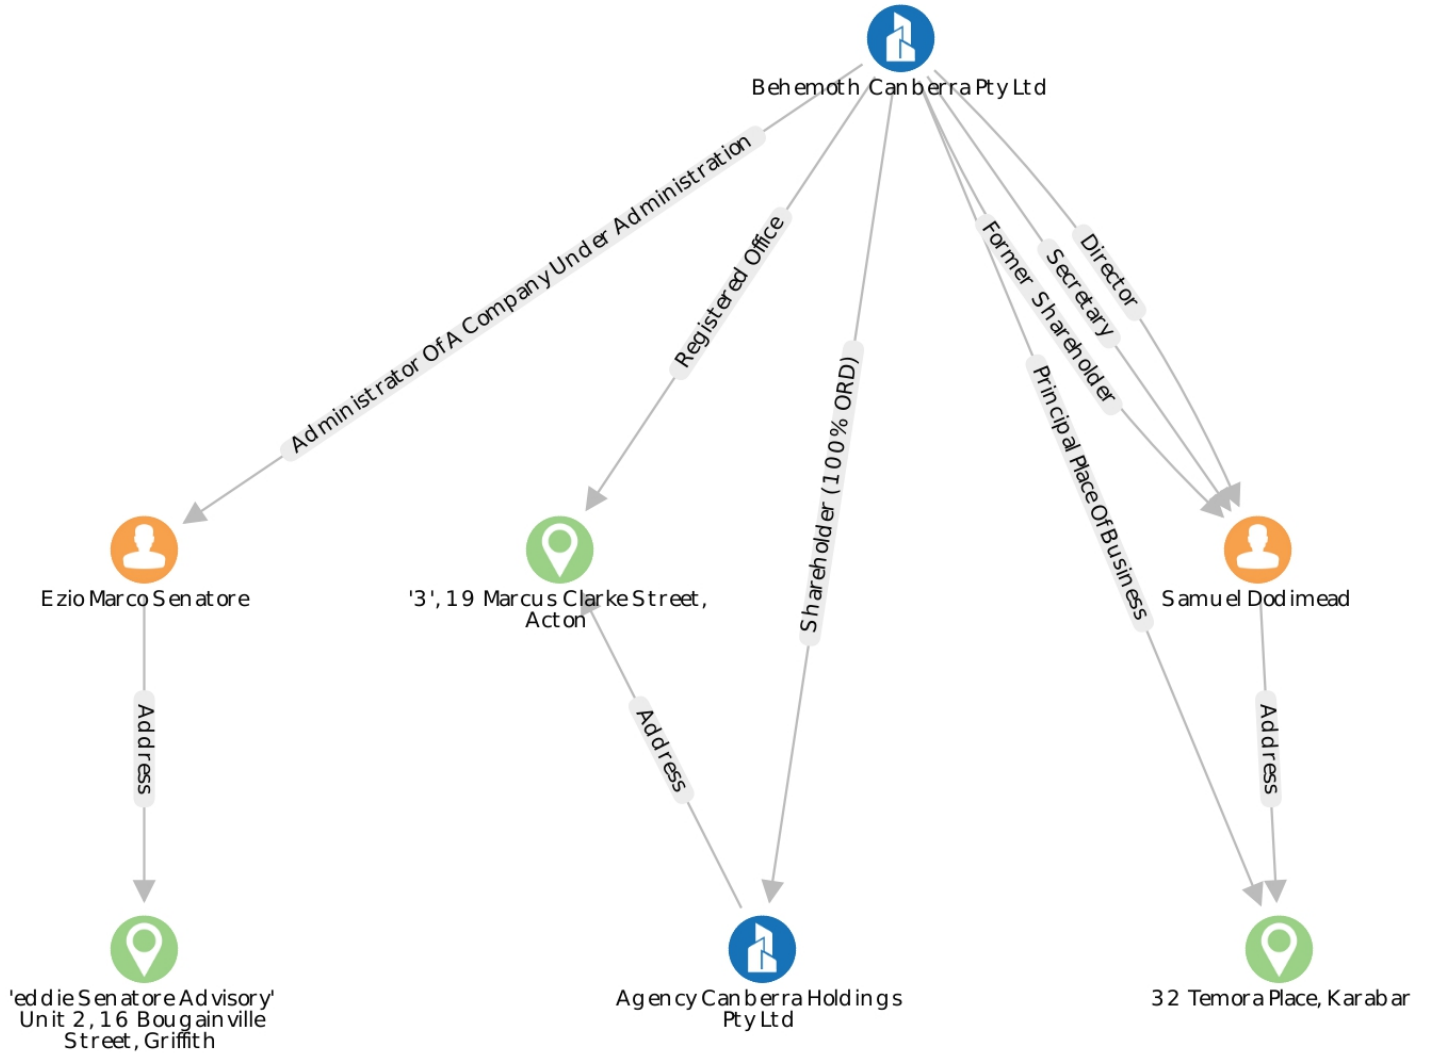 Behemoth Canberra Pty Ltd
Administrator Of A Company Under Administration
Registered Office
Shareholder (100% ORD)
Former Shareholder
Secretary
Director
Principal Place Of Business
Ezio Marco Senatore
'3', 19 Marcus Clarke Street,
Acton
Samuel Dodimead
Address
Address
Address
'eddie Senatore Advisory'
Unit 2, 16 Bougainville
Street, Griffith
Agency Canberra Holdings
Pty Ltd
32 Temora Place, Karabar